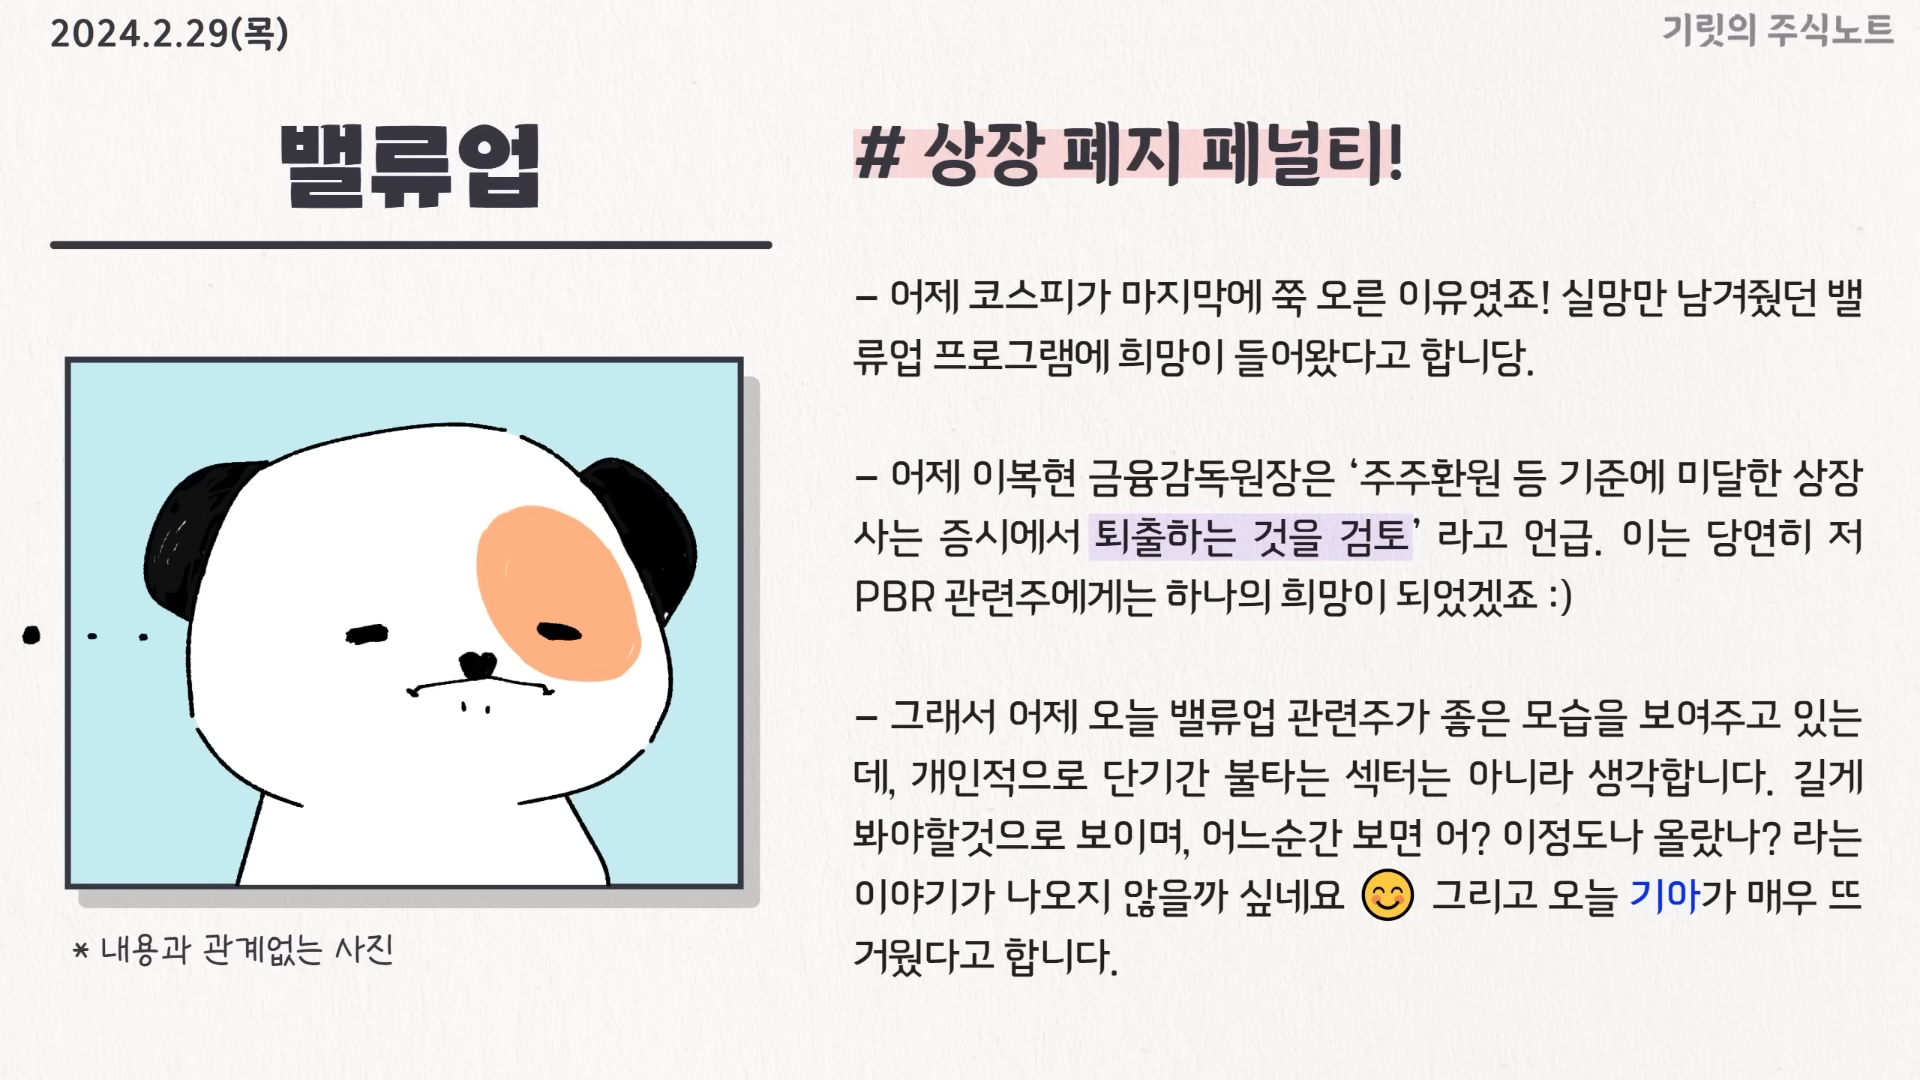 2024.2.29(목)
기릿의 주식노트
밸류업
* 내용과 관계없는 사진
# 상장 폐지 페널티!
– 어제 코스피가 마지막에 쭉 오른 이유였죠! 실망만 남겨줬던 밸
류업 프로그램에 희망이 들어왔다고 합니당.
– 어제 이복현 금융감독원장은 ‘주주환원 등 기준에 미달한 상장
사는 증시에서 퇴출하는 것을 검토’ 라고 언급. 이는 당연히 저
PBR 관련주에게는 하나의 희망이 되었겠죠 :)
– 그래서 어제 오늘 밸류업 관련주가 좋은 모습을 보여주고 있는
데, 개인적으로 단기간 불타는 섹터는 아니라 생각합니다. 길게
봐야할것으로 보이며, 어느순간 보면 어? 이정도나 올랐나? 라는
이야기가 나오지 않을까 싶네요 😊 그리고 오늘 기아가 매우 뜨
거웠다고 합니다.